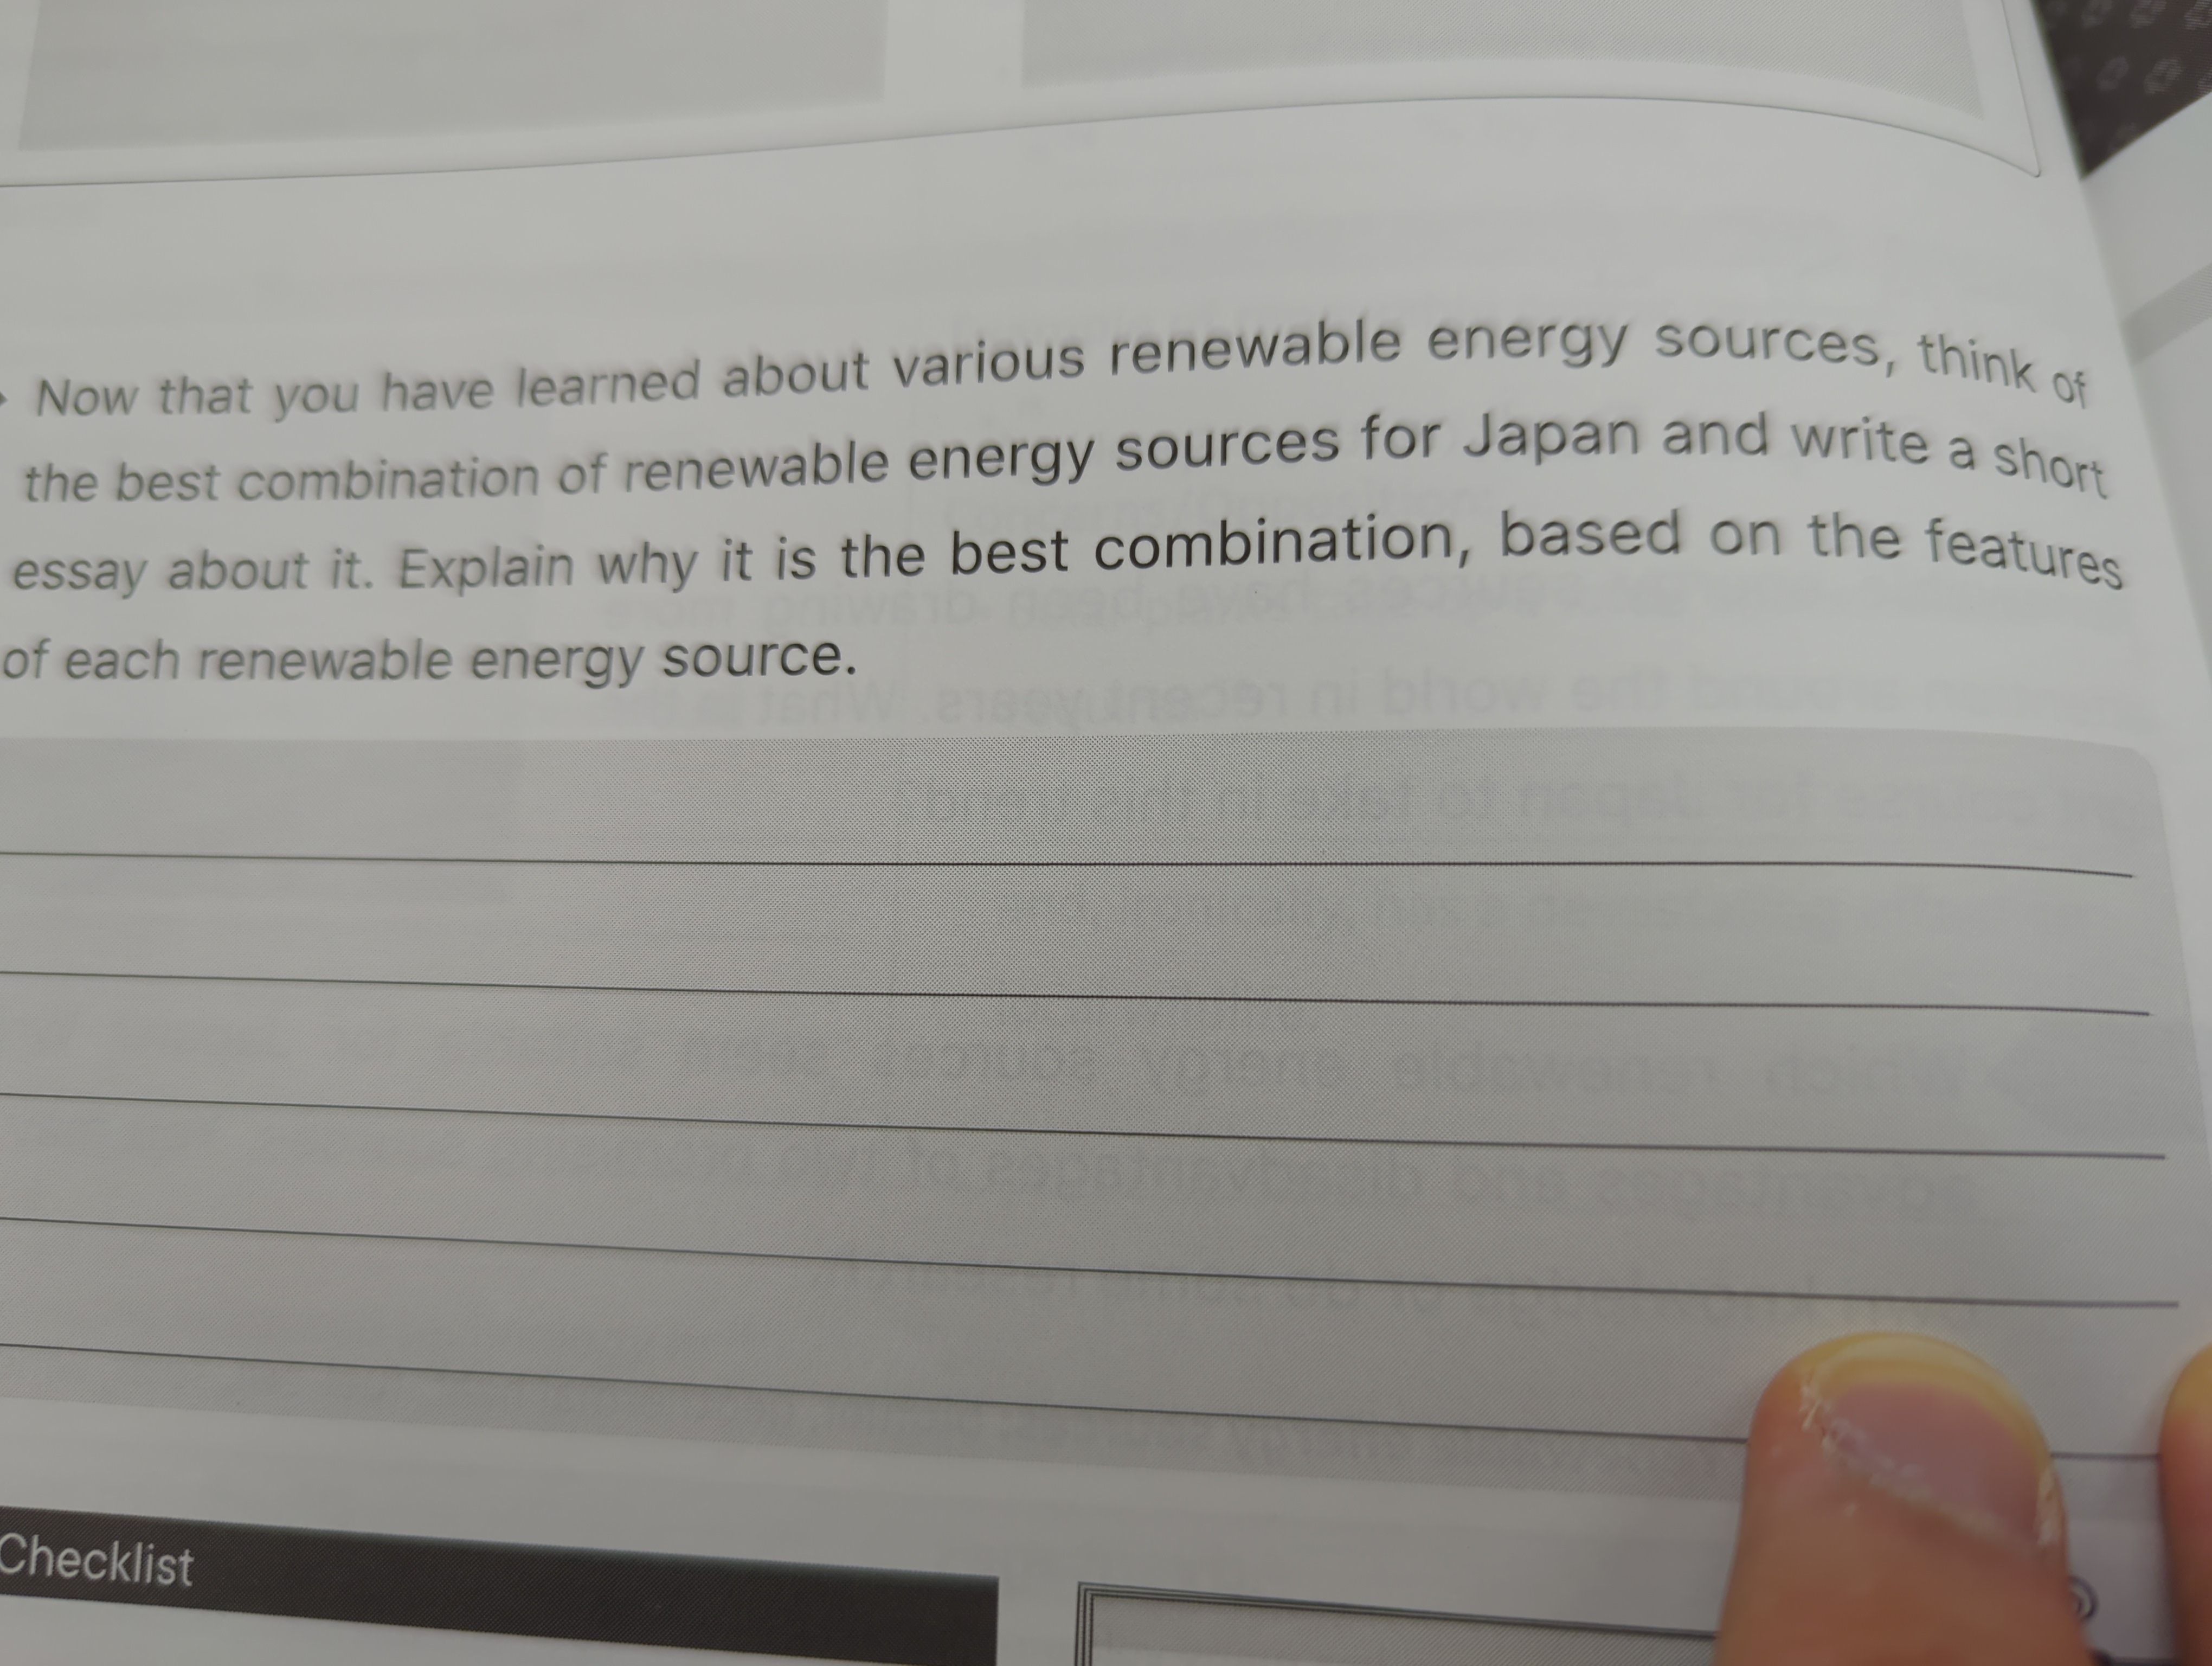 Now that you have learned about various renewable energy sources, think of
the best combination of renewable energy sources for Japan and write a short
essay about it. Explain why it is the best combination, based on the features
of each renewable energy source.
Checklist